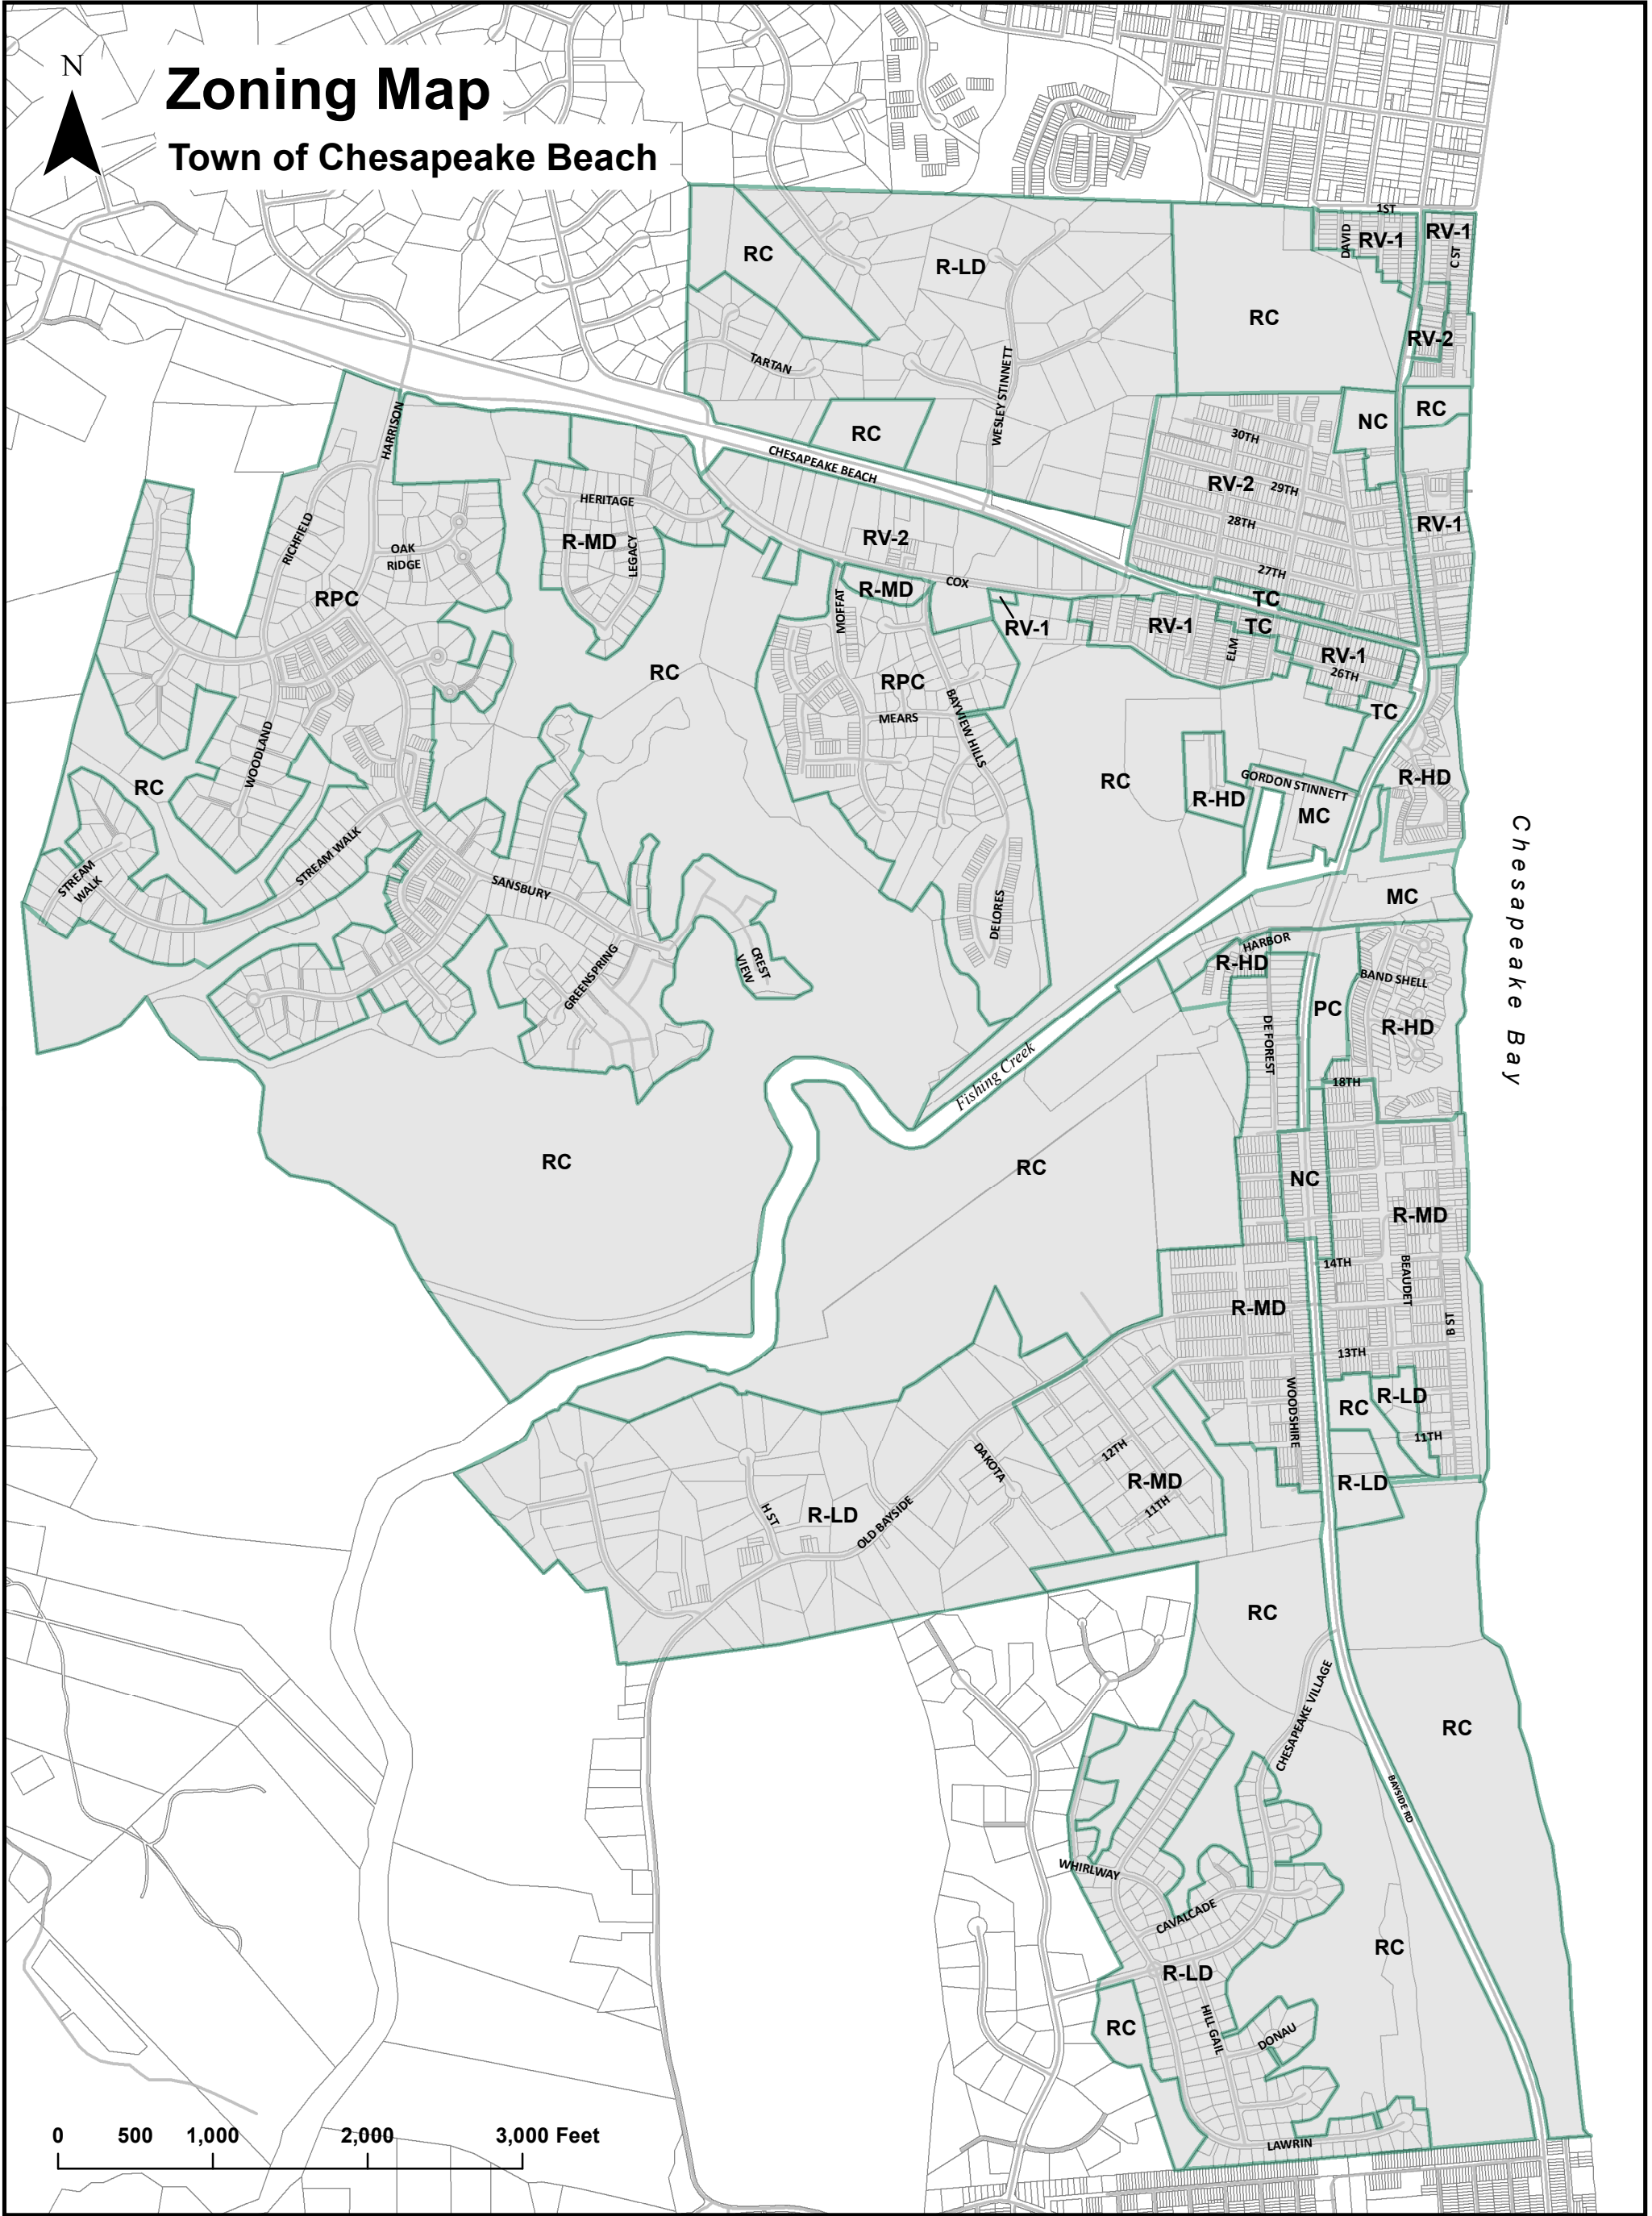 N
Zoning Map
Town of Chesapeake Beach
1ST
DAVID
RV-1
RV-1
C ST
RC
R-LD
RC
RV-2
TARTAN
WESLEY STINNETT
HARRISON
RC
NC
RC
30TH
CHESAPEAKE BEACH
RV-2
29TH
HERITAGE
28TH
RV-1
RICHFIELD
R-MD
LEGACY
RV-2
OAK
RIDGE
27TH
COX
R-MD
TC
RPC
MOFFAT
RV-1
RV-1
TC
ELM
RV-1
26TH
RC
RPC
MEARS
BAYVIEW HILLS
TC
WOODLAND
RC
RC
R-HD
GORDON STINNETT
R-HD
MC
STREAM WALK
STREAM
WALK
SANSBURY
DELORES
MC
Chesapeake Bay
HARBOR
R-HD
CREST
VIEW
GREENSPRING
BAND SHELL
PC
R-HD
DEFOREST
Fishing Creek
18TH
RC
RC
NC
R-MD
14TH
BEAUDET
R-MD
B ST
13TH
WOODSHIRE
RC
R-LD
11TH
12TH
DAKOTA
R-MD
R-LD
11TH
H ST
R-LD
OLD BAYSIDE
RC
CHESAPEAKE VILLAGE
RC
BAYSIDE RD
WHIRLWAY
CAVALCADE
RC
R-LD
RC
HILL GAIL
DONAU
LAWRIN
0 500 1,000 2,000 3,000 Feet